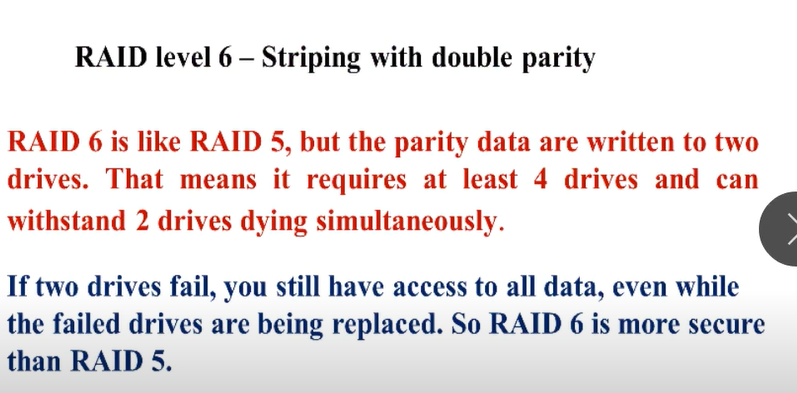 RAID level 6 – Striping with double parity
RAID 6 is like RAID 5, but the parity data are written to two
drives. That means it requires at least 4 drives and can
withstand 2 drives dying simultaneously.
If two drives fail, you still have access to all data, even while
the failed drives are being replaced. So RAID 6 is more secure
than RAID 5.